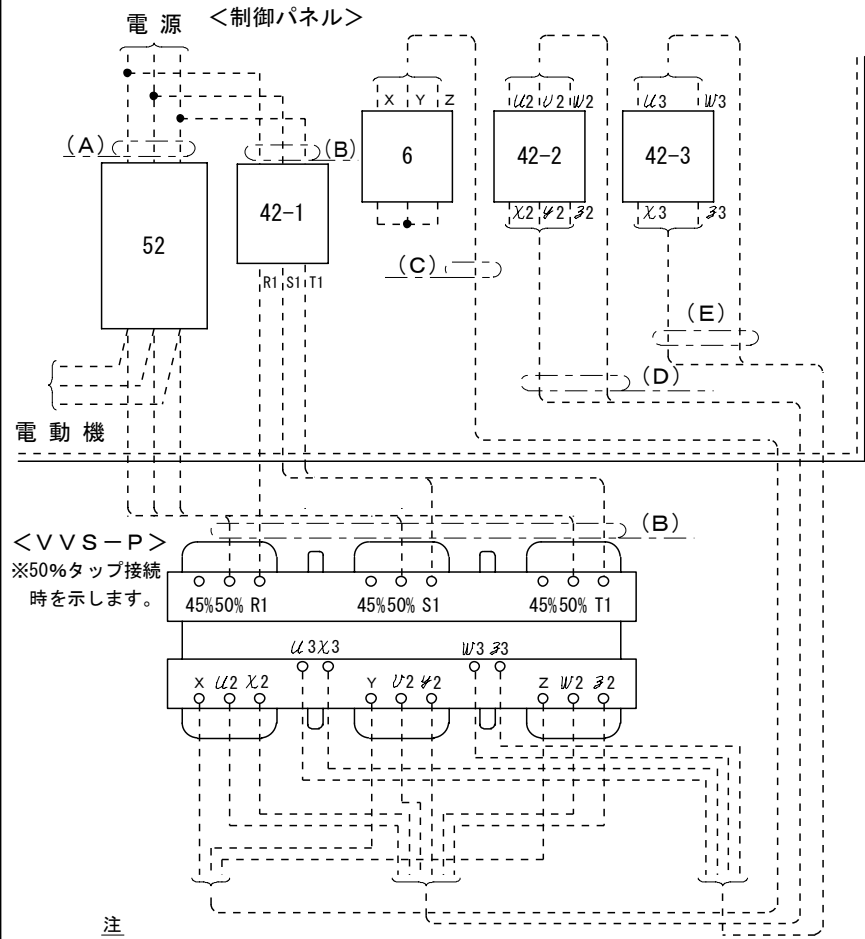 電 源 ＜制御パネル＞
X Y Z
𝓊2 𝓋2 𝓌2
𝓊3 𝓌3
(A)
(B)
52
42-1
6
42-2
42-3
𝓍2 𝓎2 𝓏2
𝓍3 𝓏3
R1 S1 T1
(C)
(E)
(D)
電 動 機
(B)
＜VVS－P＞
※50%タップ接続
時を示します。
45% 50% R1
45% 50% S1
45% 50% T1
𝓊3 𝓍3
𝓌3 𝓏3
X 𝓊2 𝓍2
Y 𝓋2 𝓎2
Z 𝓌2 𝓏2
注